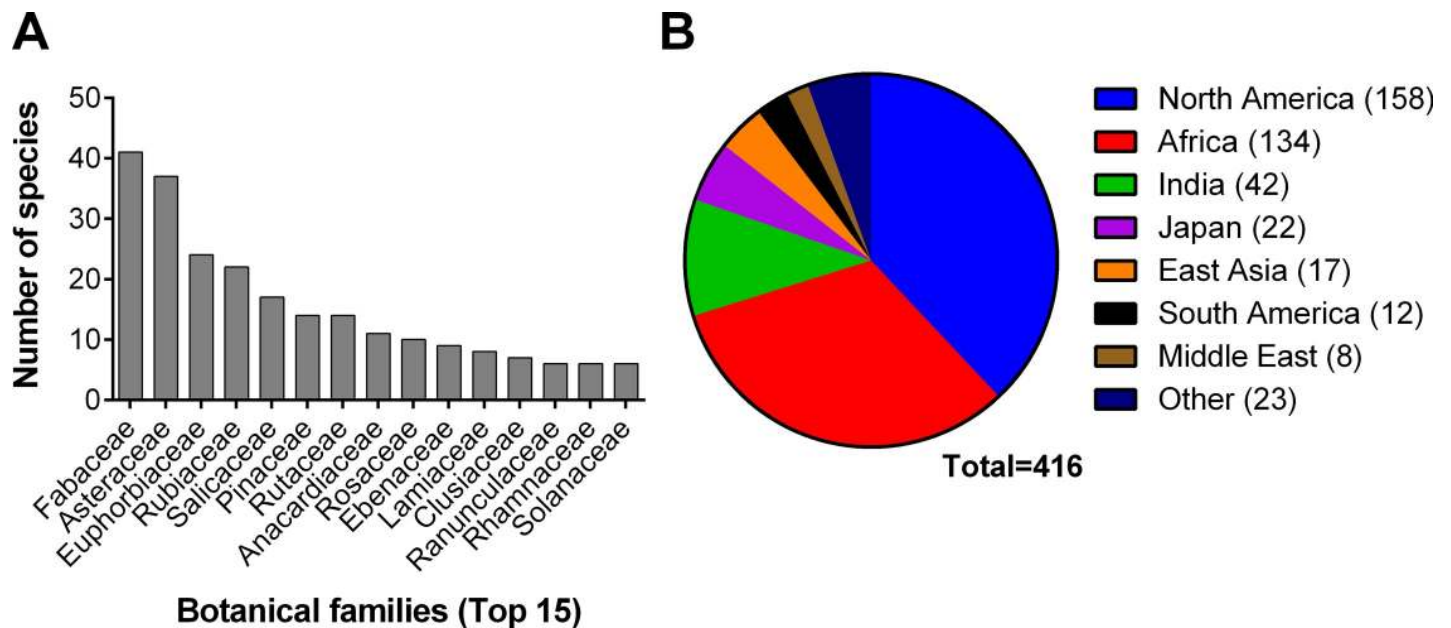 A
Number of species
50
40
30
20
10
0
Fabaceae
Asteraceae
Euphorbiaceae
Rubiaceae
Salicaceae
Pinaceae
Rutaceae
Anacardiaceae
Rosaceae
Ebenaceae
Lamiaceae
Clusiaceae
Ranunculaceae
Rhamnaceae
Solanaceae
Botanical families (Top 15)
B
North America (158)
Africa (134)
India (42)
Japan (22)
East Asia (17)
South America (12)
Middle East (8)
Other (23)
Total=416